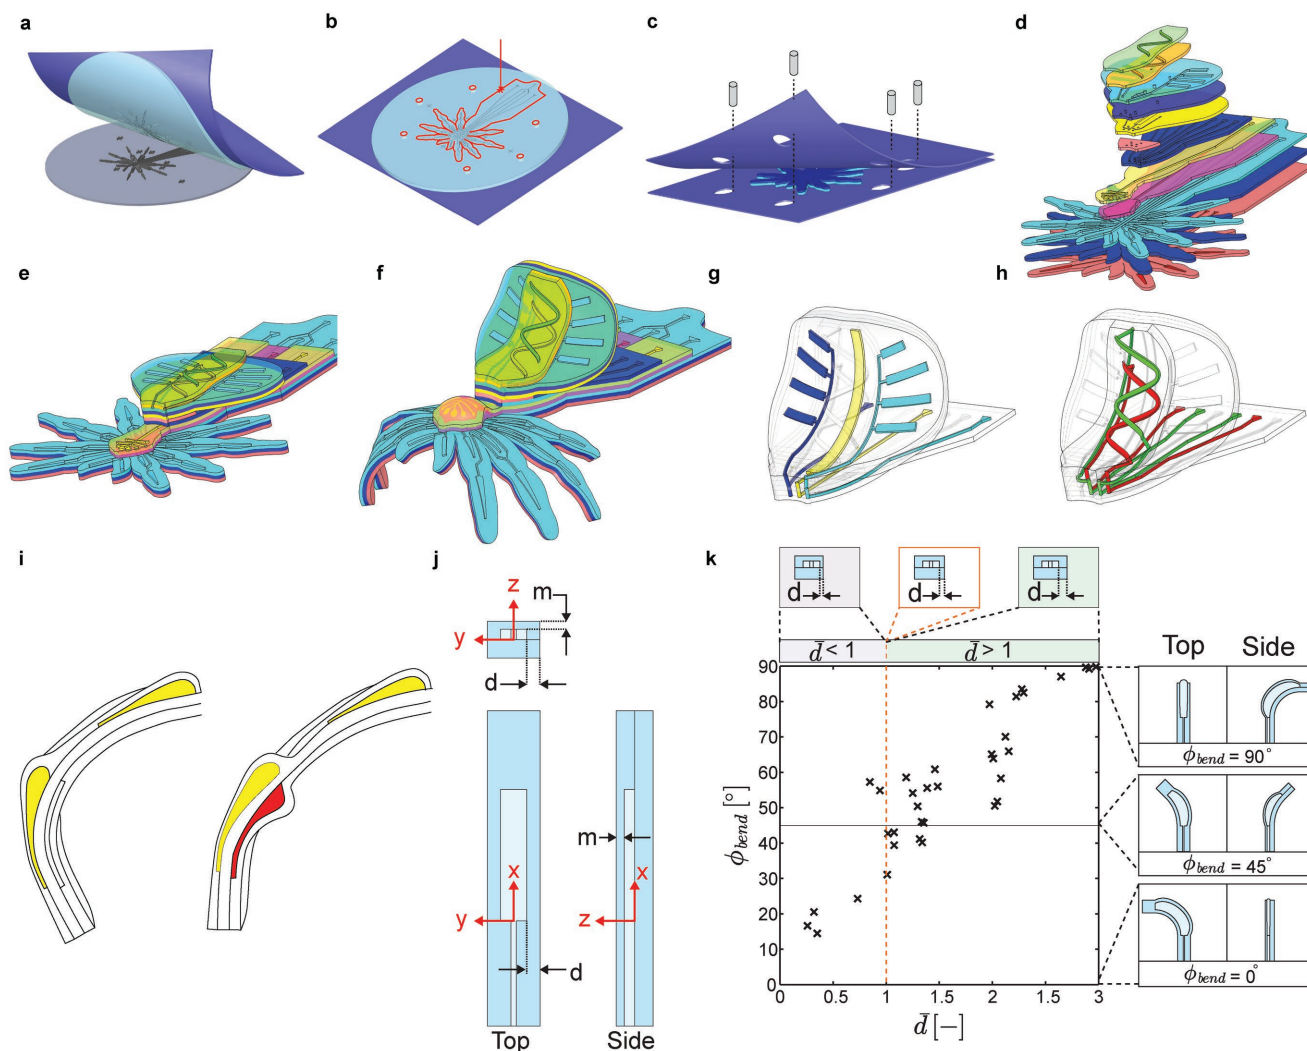 a
b
c
d
e
f
g
h
i
j
k
z
m
y
d
x
y
d
Top
m
x
z
Side
d
d
d
d̄ < 1
d̄ > 1
90
80
70
60
50
40
30
20
10
0
ϕbend [°]
0
0.5
1
1.5
2
2.5
3
d̄ [−]
Top Side
ϕbend = 90°
ϕbend = 45°
ϕbend = 0°